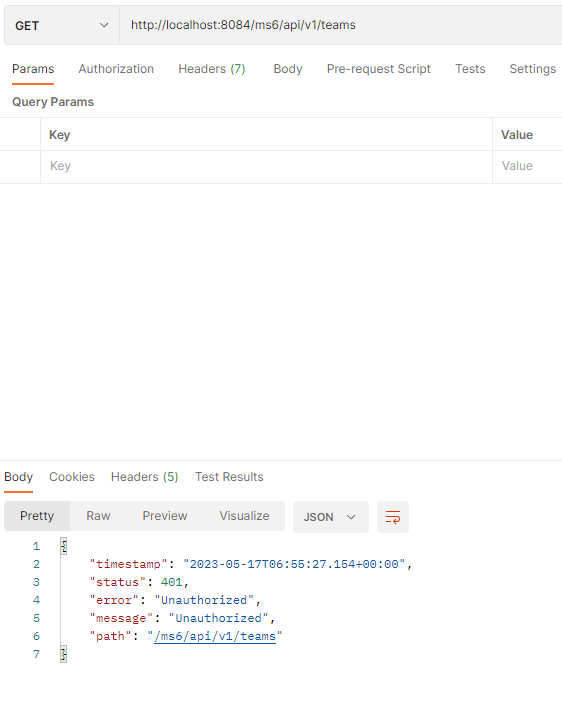 GET http://localhost:8084/ms6/api/v1/teams
Params Authorization Headers (7) Body Pre-request Script Tests Settings
Query Params
Key Value
Key Value
Body Cookies Headers (5) Test Results
Pretty Raw Preview Visualize JSON
1 {
2 "timestamp": "2023-05-17T06:55:27.154+00:00",
3 "status": 401,
4 "error": "Unauthorized",
5 "message": "Unauthorized",
6 "path": "/ms6/api/v1/teams"
7 }